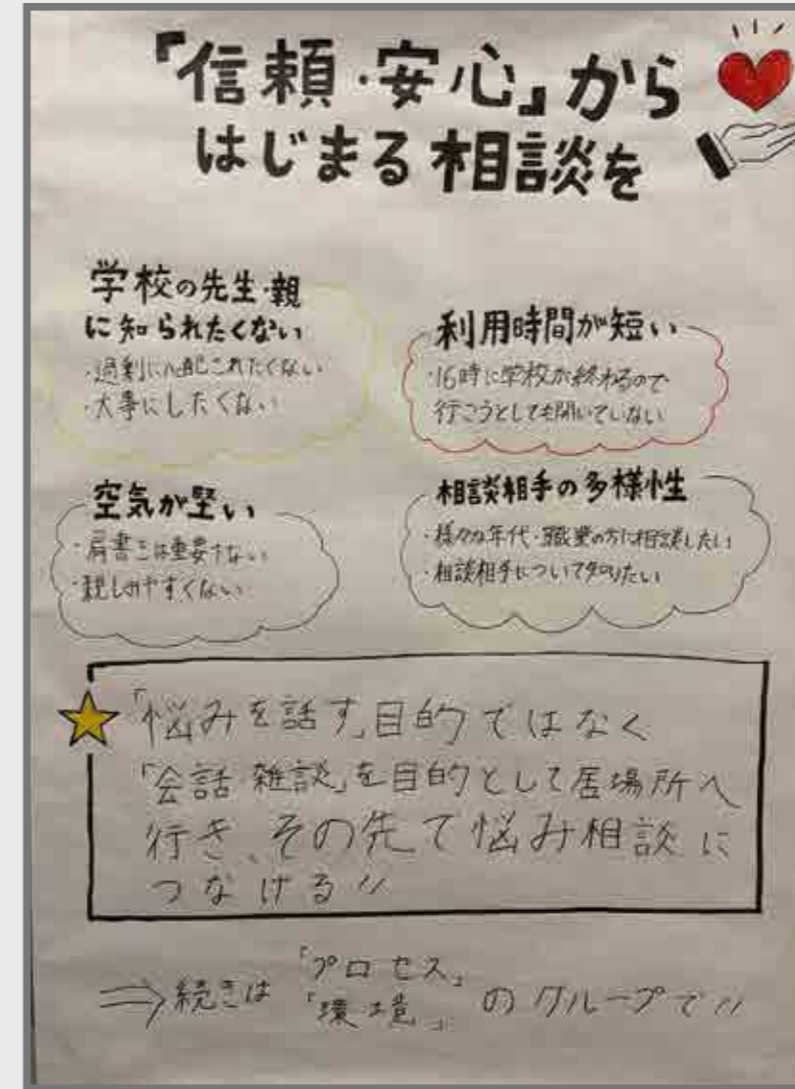 「信頼・安心」から
はじまる相談を
学校の先生・親
に知られたくない
・過剰に心配されたくない
・大事にしたくない
利用時間が短い
・16時に学校が終わるので
行こうとしても開いていない
空気が堅い
・肩書きは重要でない
・親しみやすくない
相談相手の多様性
・様々な年代・職業の方に相談したい
・相談相手について知りたい
「悩みを話す」目的ではなく
「会話 雑談」を目的として居場所へ
行き、その先で悩み相談に
つなげる!!
⇒続きは「プロセス」「環境」のグループで!!